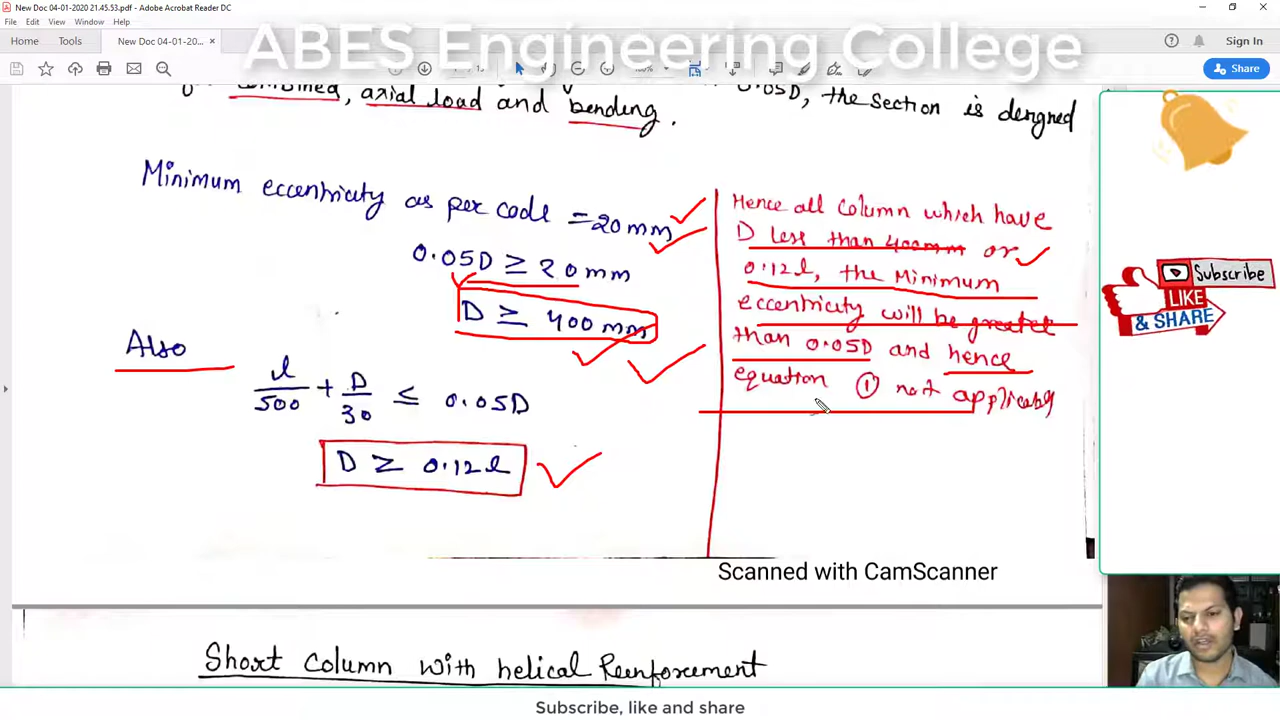 New Doc 04-01-2020 21.45.53.pdf - Adobe Acrobat Reader DC
File Edit View Window Help
ABES Engineering College
Home Tools New Doc 04-01-20... × Sign In
Share
combined, axial load and bending. 0.05D, the section is designed
Minimum eccentricity as per code = 20mm
0.05D ≥ 20mm
D ≥ 400 mm
Also
l/500 + D/30 ≤ 0.05D
D ≥ 0.12l
Hence all column which have
D less than 400mm or
0.12l, the Minimum
eccentricity will be greater
than 0.05D and hence
equation ① not applicable
Scanned with CamScanner
Short Column with helical Reenforcement
Subscribe
LIKE
& SHARE
Subscribe, like and share